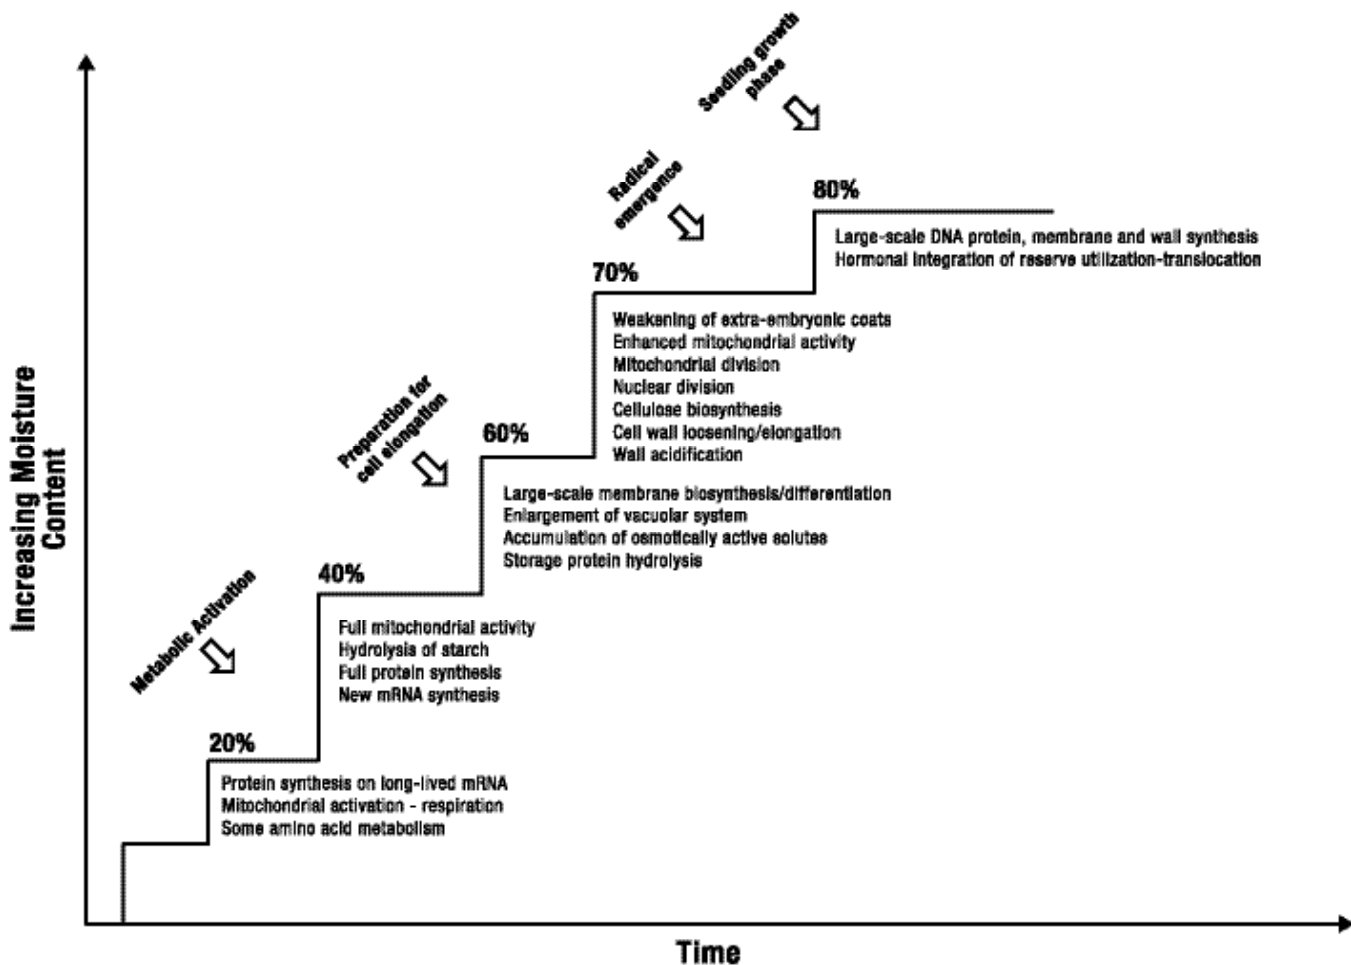 Seedling growth
phase
Radical
emergence
80%
Large-scale DNA protein, membrane and wall synthesis
Hormonal integration of reserve utilization-translocation
70%
Weakening of extra-embryonic coats
Enhanced mitochondrial activity
Mitochondrial division
Nuclear division
Cellulose biosynthesis
Cell wall loosening/elongation
Wall acidification
Preparation for
cell elongation
60%
Large-scale membrane biosynthesis/differentiation
Enlargement of vacuolar system
Accumulation of osmotically active solutes
Storage protein hydrolysis
Increasing Moisture
Content
40%
Full mitochondrial activity
Hydrolysis of starch
Full protein synthesis
New mRNA synthesis
Metabolic Activation
20%
Protein synthesis on long-lived mRNA
Mitochondrial activation - respiration
Some amino acid metabolism
Time